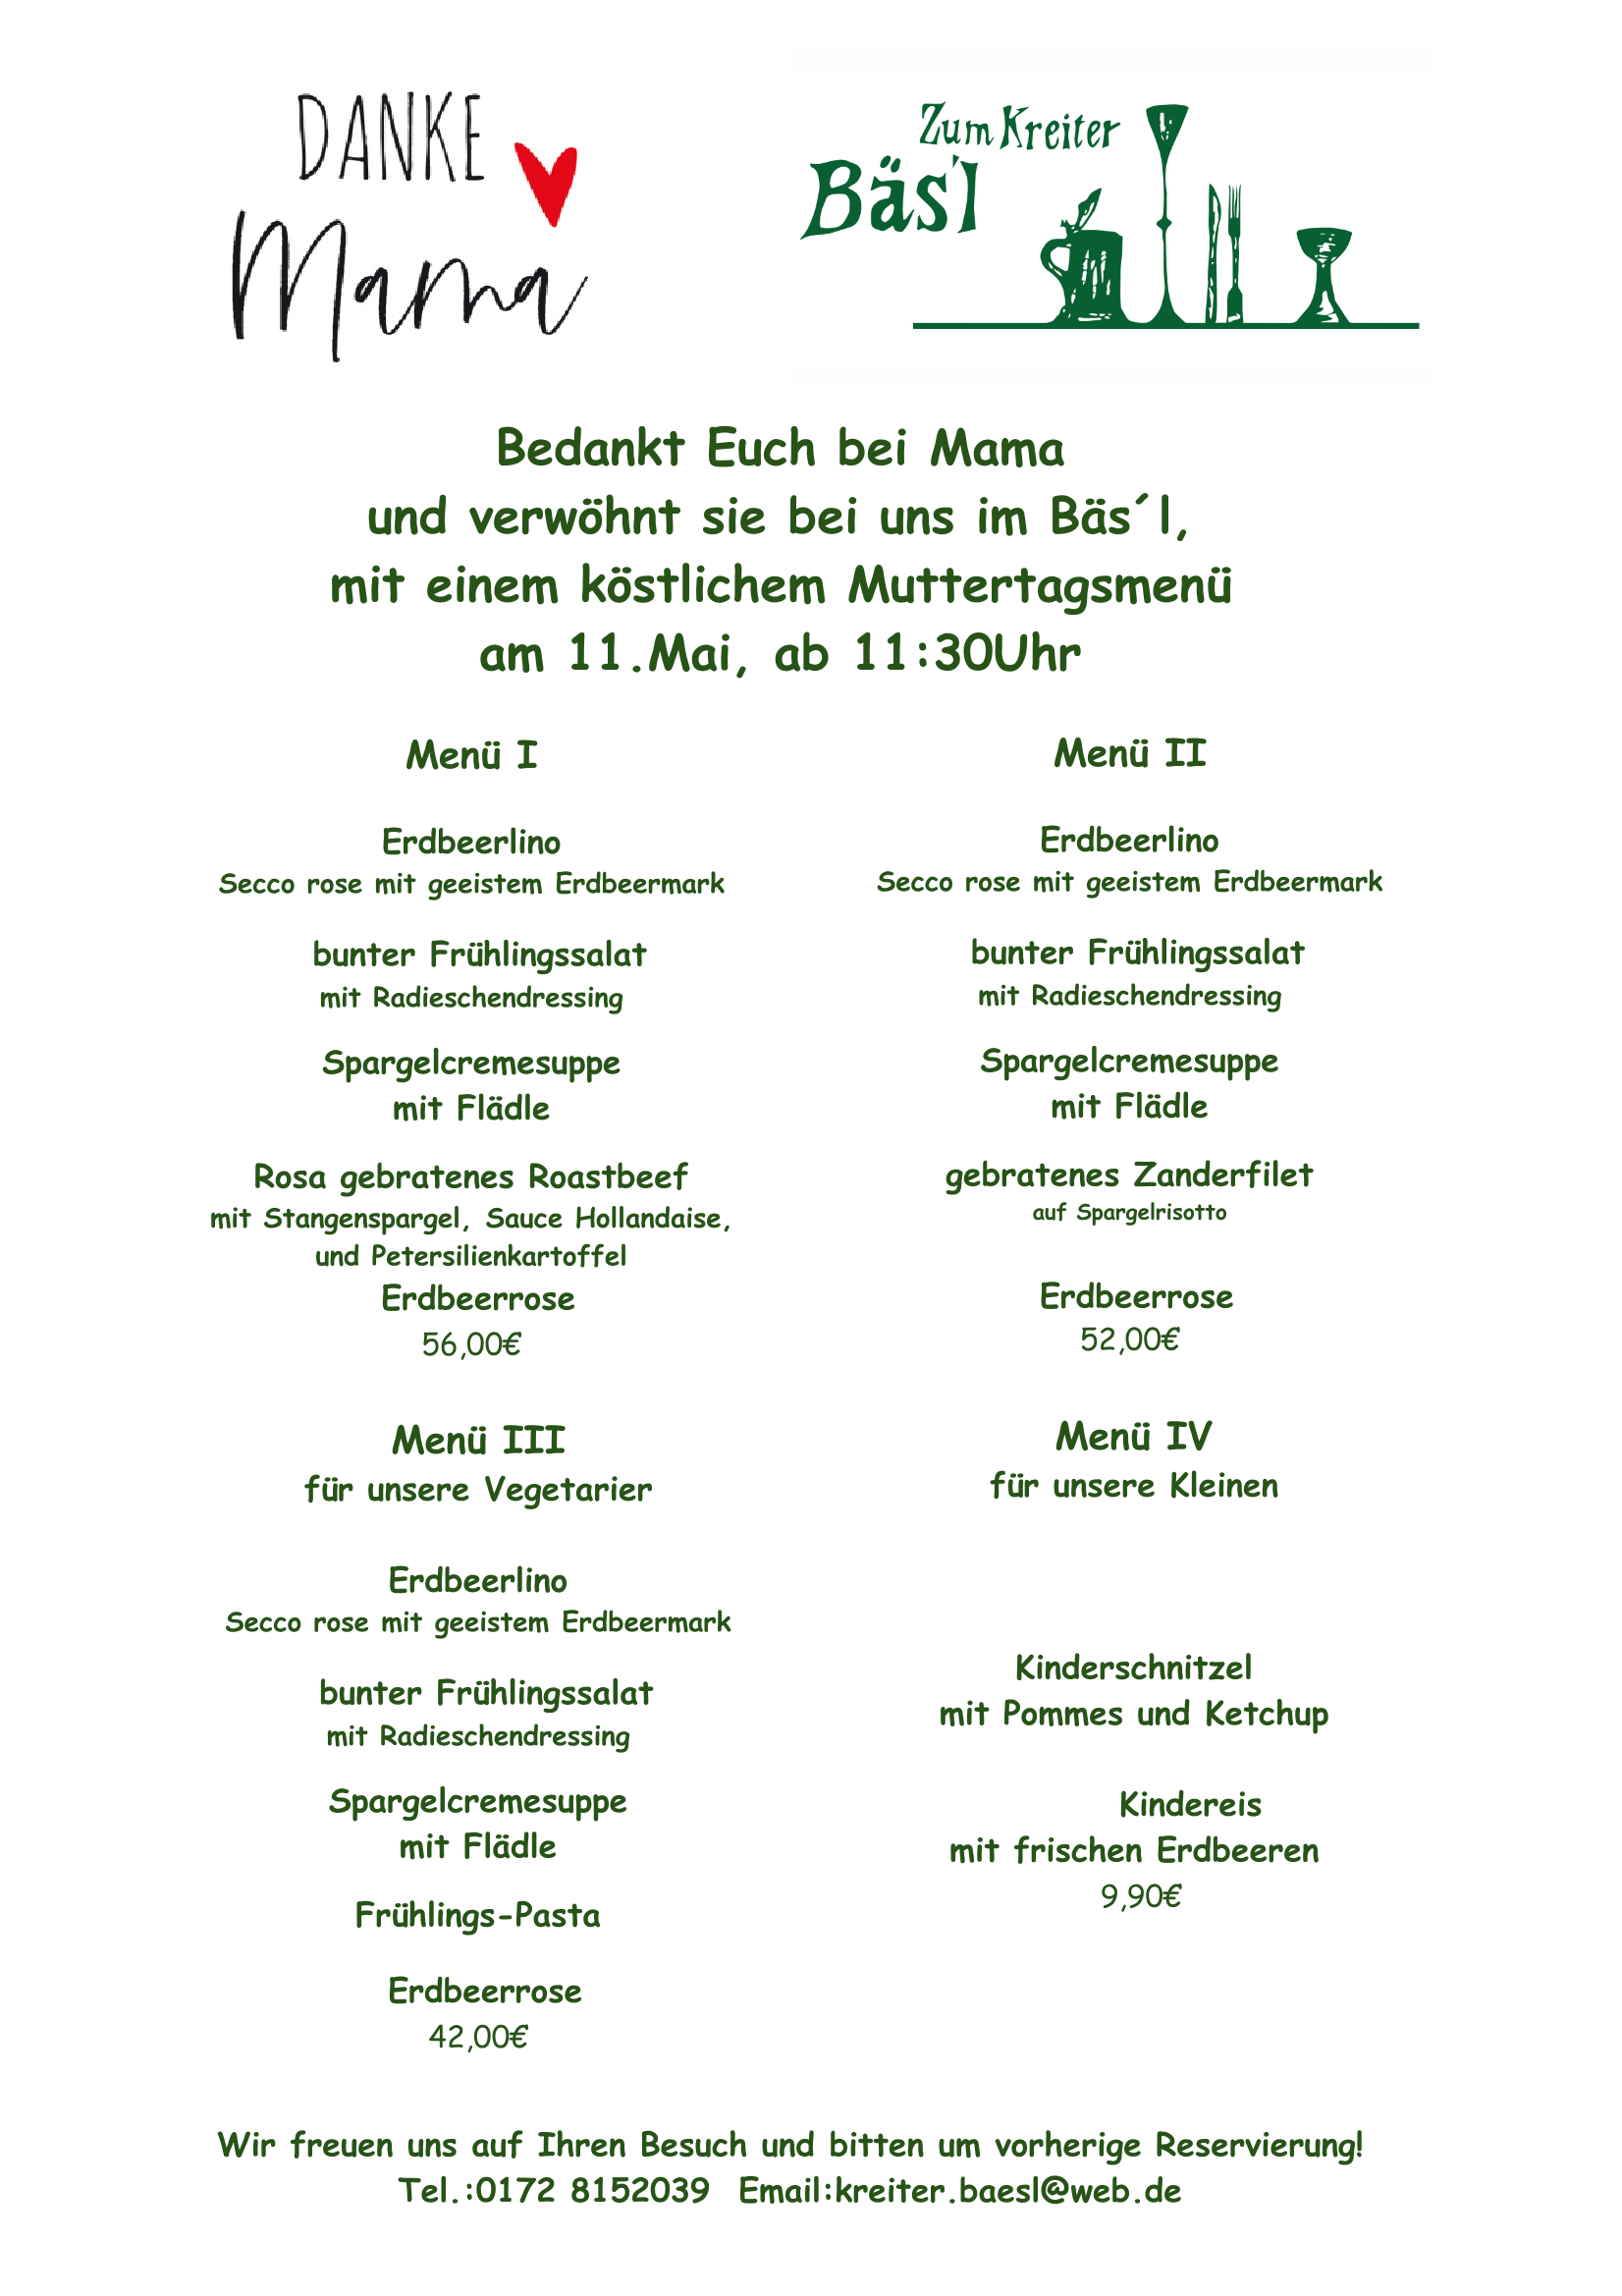 DANKE
Mama
Zum Kreiter
Bäs'l
Bedankt Euch bei Mama
und verwöhnt sie bei uns im Bäs´l,
mit einem köstlichem Muttertagsmenü
am 11.Mai, ab 11:30Uhr
Menü I
Erdbeerlino
Secco rose mit geeistem Erdbeermark
bunter Frühlingssalat
mit Radieschendressing
Spargelcremesuppe
mit Flädle
Rosa gebratenes Roastbeef
mit Stangenspargel, Sauce Hollandaise,
und Petersilienkartoffel
Erdbeerrose
56,00€
Menü II
Erdbeerlino
Secco rose mit geeistem Erdbeermark
bunter Frühlingssalat
mit Radieschendressing
Spargelcremesuppe
mit Flädle
gebratenes Zanderfilet
auf Spargelrisotto
Erdbeerrose
52,00€
Menü III
für unsere Vegetarier
Erdbeerlino
Secco rose mit geeistem Erdbeermark
bunter Frühlingssalat
mit Radieschendressing
Spargelcremesuppe
mit Flädle
Frühlings-Pasta
Erdbeerrose
42,00€
Menü IV
für unsere Kleinen
Kinderschnitzel
mit Pommes und Ketchup
Kindereis
mit frischen Erdbeeren
9,90€
Wir freuen uns auf Ihren Besuch und bitten um vorherige Reservierung!
Tel.:0172 8152039 Email:kreiter.baesl@web.de